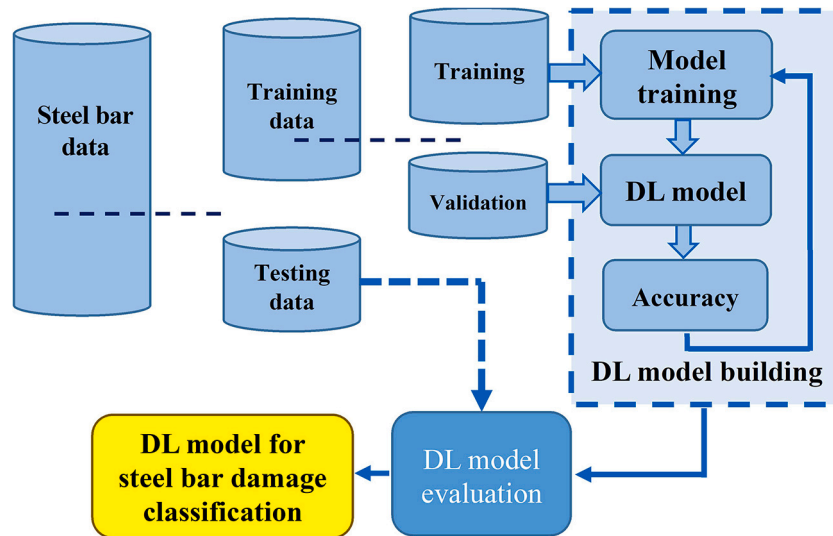 Steel bar
data
Training
data
Testing
data
Training
Validation
Model
training
DL model
Accuracy
DL model building
DL model
evaluation
DL model for
steel bar damage
classification